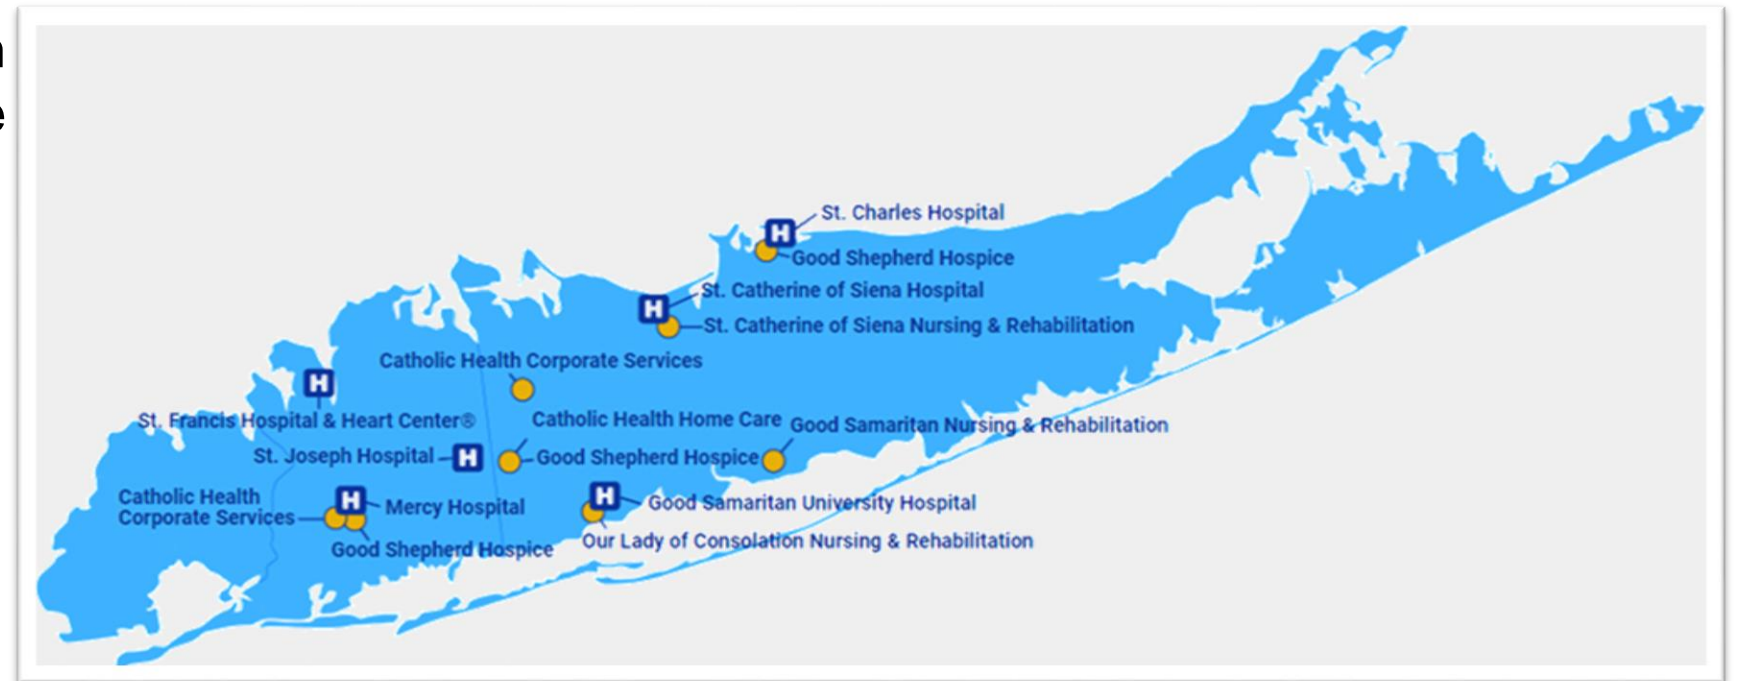 St. Charles Hospital
Good Shepherd Hospice
St. Catherine of Siena Hospital
St. Catherine of Siena Nursing & Rehabilitation
Catholic Health Corporate Services
St. Francis Hospital & Heart Center®
Catholic Health Home Care
Good Samaritan Nursing & Rehabilitation
St. Joseph Hospital
Good Shepherd Hospice
Catholic Health
Corporate Services
Mercy Hospital
Good Samaritan University Hospital
Good Shepherd Hospice
Our Lady of Consolation Nursing & Rehabilitation
H
H
H
H
H
H